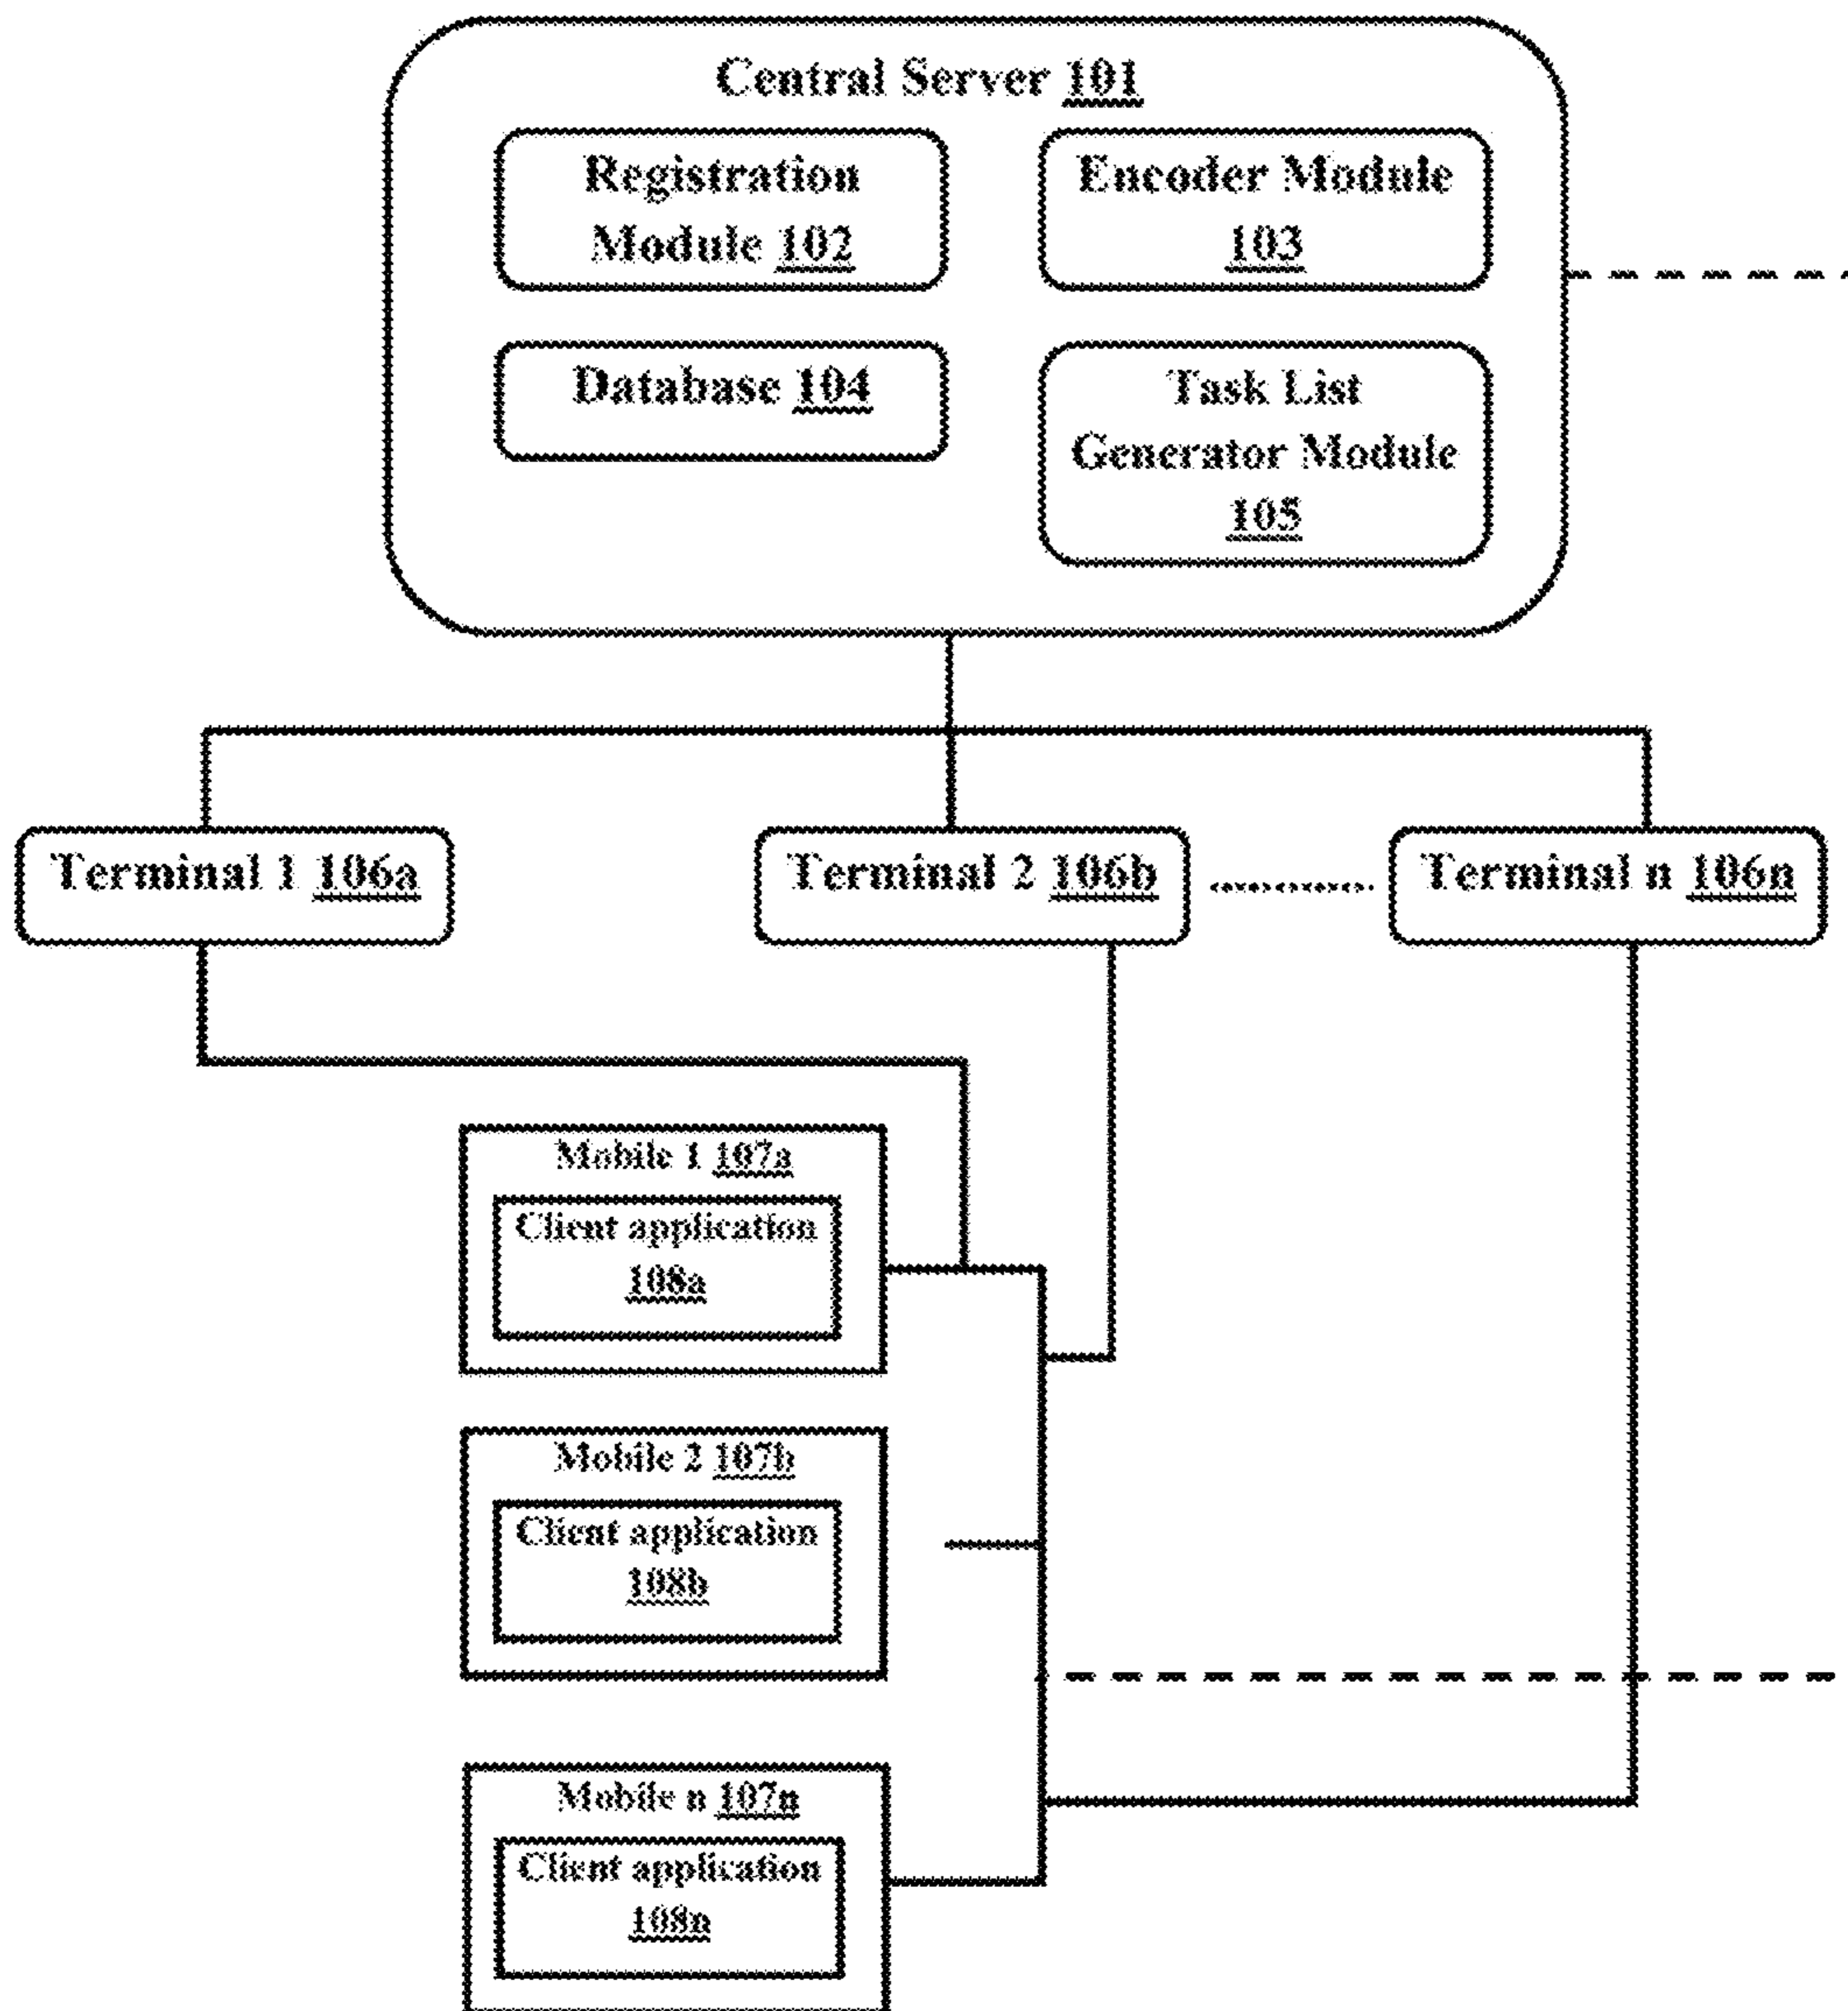 Central Server 101
Registration
Module 102
Encoder Module
103
Database 104
Task List
Generator Module
105
Terminal 1 106a
Terminal 2 106b
Terminal n 106n
Mobile 1 107a
Client application
108a
Mobile 2 107b
Client application
108b
Mobile n 107n
Client application
108n